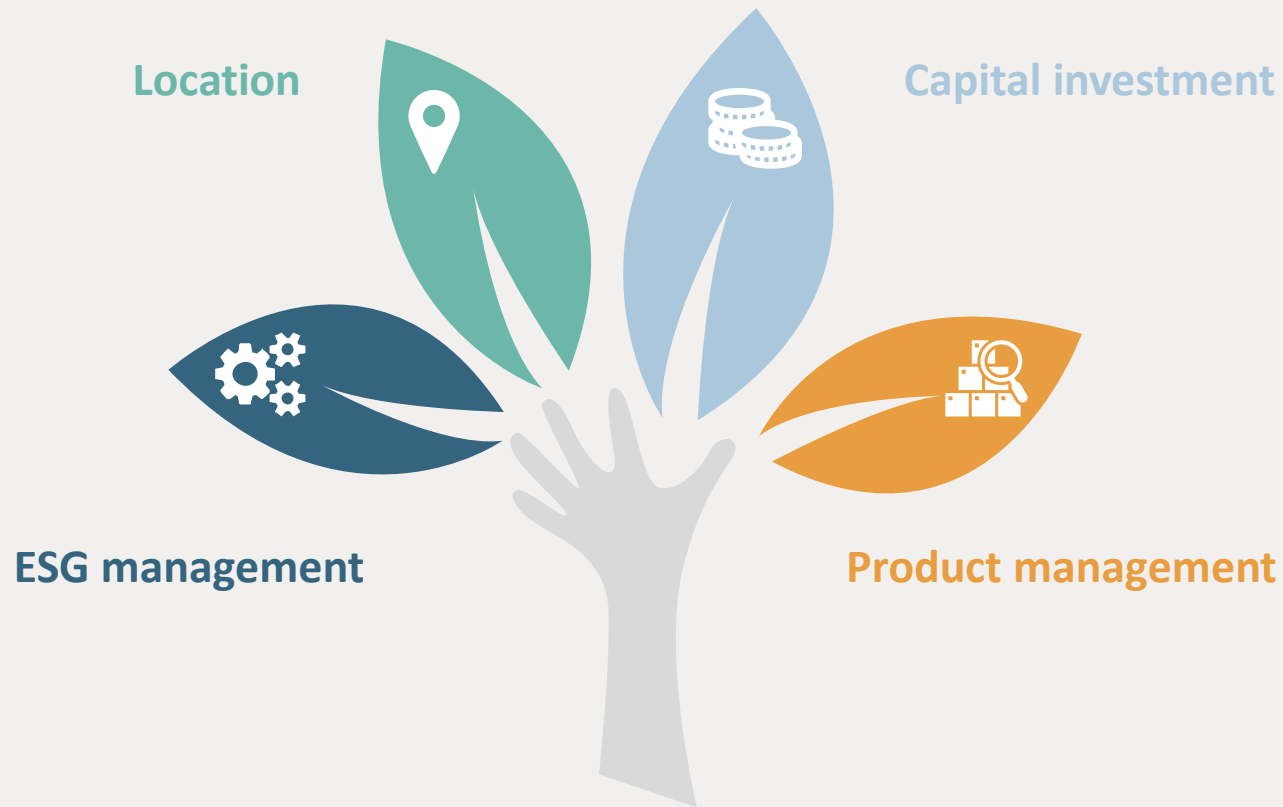 Location
Capital investment
ESG management
Product management